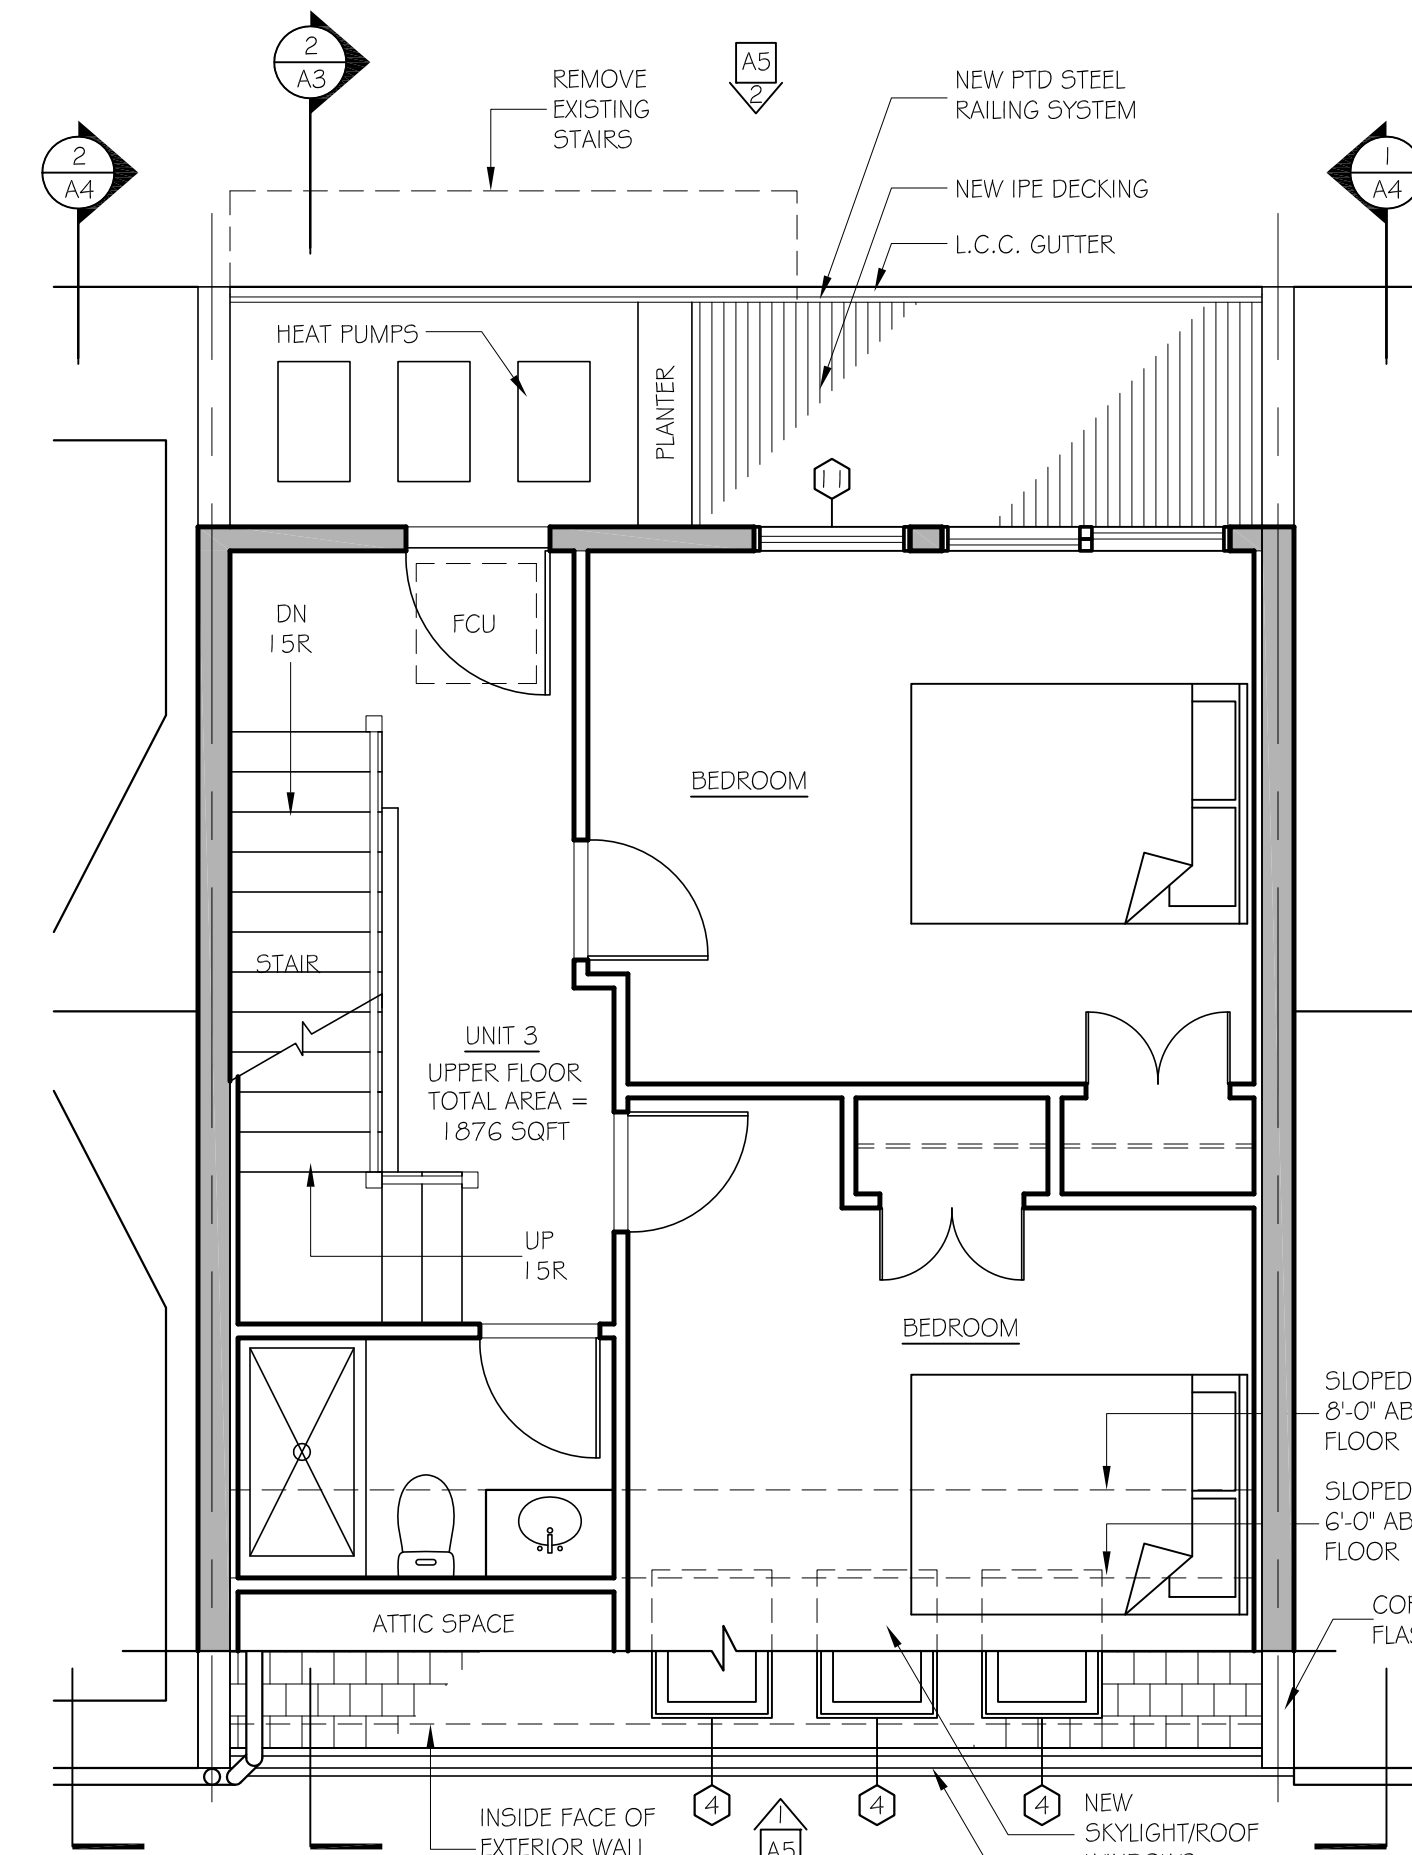 2
A3
A5
2
REMOVE
EXISTING
STAIRS
NEW PTD STEEL
RAILING SYSTEM
2
A4
1
A4
NEW IPE DECKING
L.C.C. GUTTER
HEAT PUMPS
PLANTER
11
DN
15R
FCU
BEDROOM
STAIR
UNIT 3
UPPER FLOOR
TOTAL AREA =
1876 SQFT
UP
15R
BEDROOM
SLOPED
8'-0" AB
FLOOR
SLOPED
6'-0" AB
FLOOR
ATTIC SPACE
FLAS
4
4
4
INSIDE FACE OF
EXTERIOR WALL
1
A5
NEW
SKYLIGHT/ROOF
WINDOWS